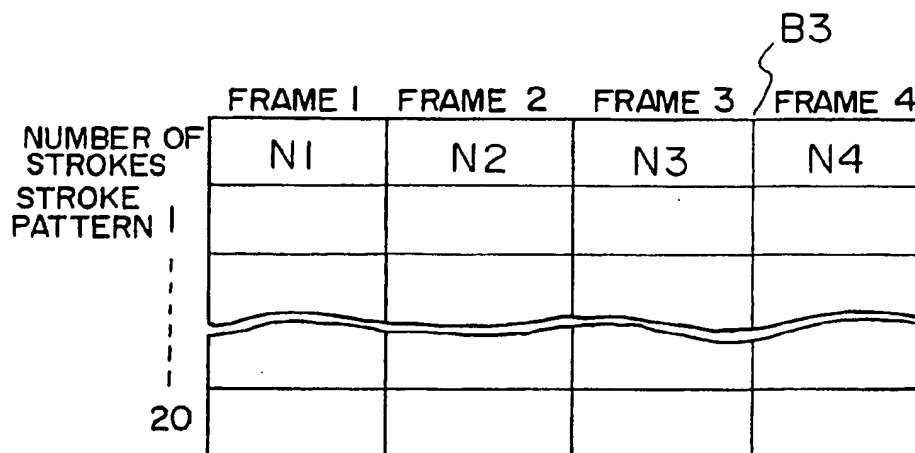 B3
FRAME 1 FRAME 2 FRAME 3 FRAME 4
NUMBER OF STROKES N1 N2 N3 N4
STROKE PATTERN 1
20